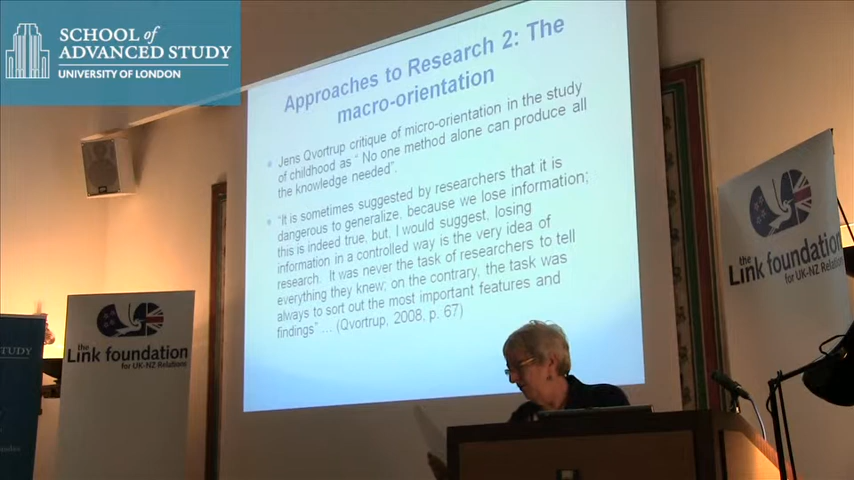 SCHOOL of
ADVANCED STUDY
UNIVERSITY OF LONDON
Approaches to Research 2: The
macro-orientation
Jens Qvortrup critique of micro-orientation in the study
of childhood as " No one method alone can produce all
the knowledge needed".
"It is sometimes suggested by researchers that it is
dangerous to generalize, because we lose information;
this is indeed true, but, I would suggest, losing
information in a controlled way is the very idea of
research. It was never the task of researchers to tell
everything they knew; on the contrary, the task was
always to sort out the most important features and
findings" ... (Qvortrup, 2008, p. 67)
the
Link foundation
for UK-NZ Relations
the
Link foundation
for UK-NZ Relations
STUDY